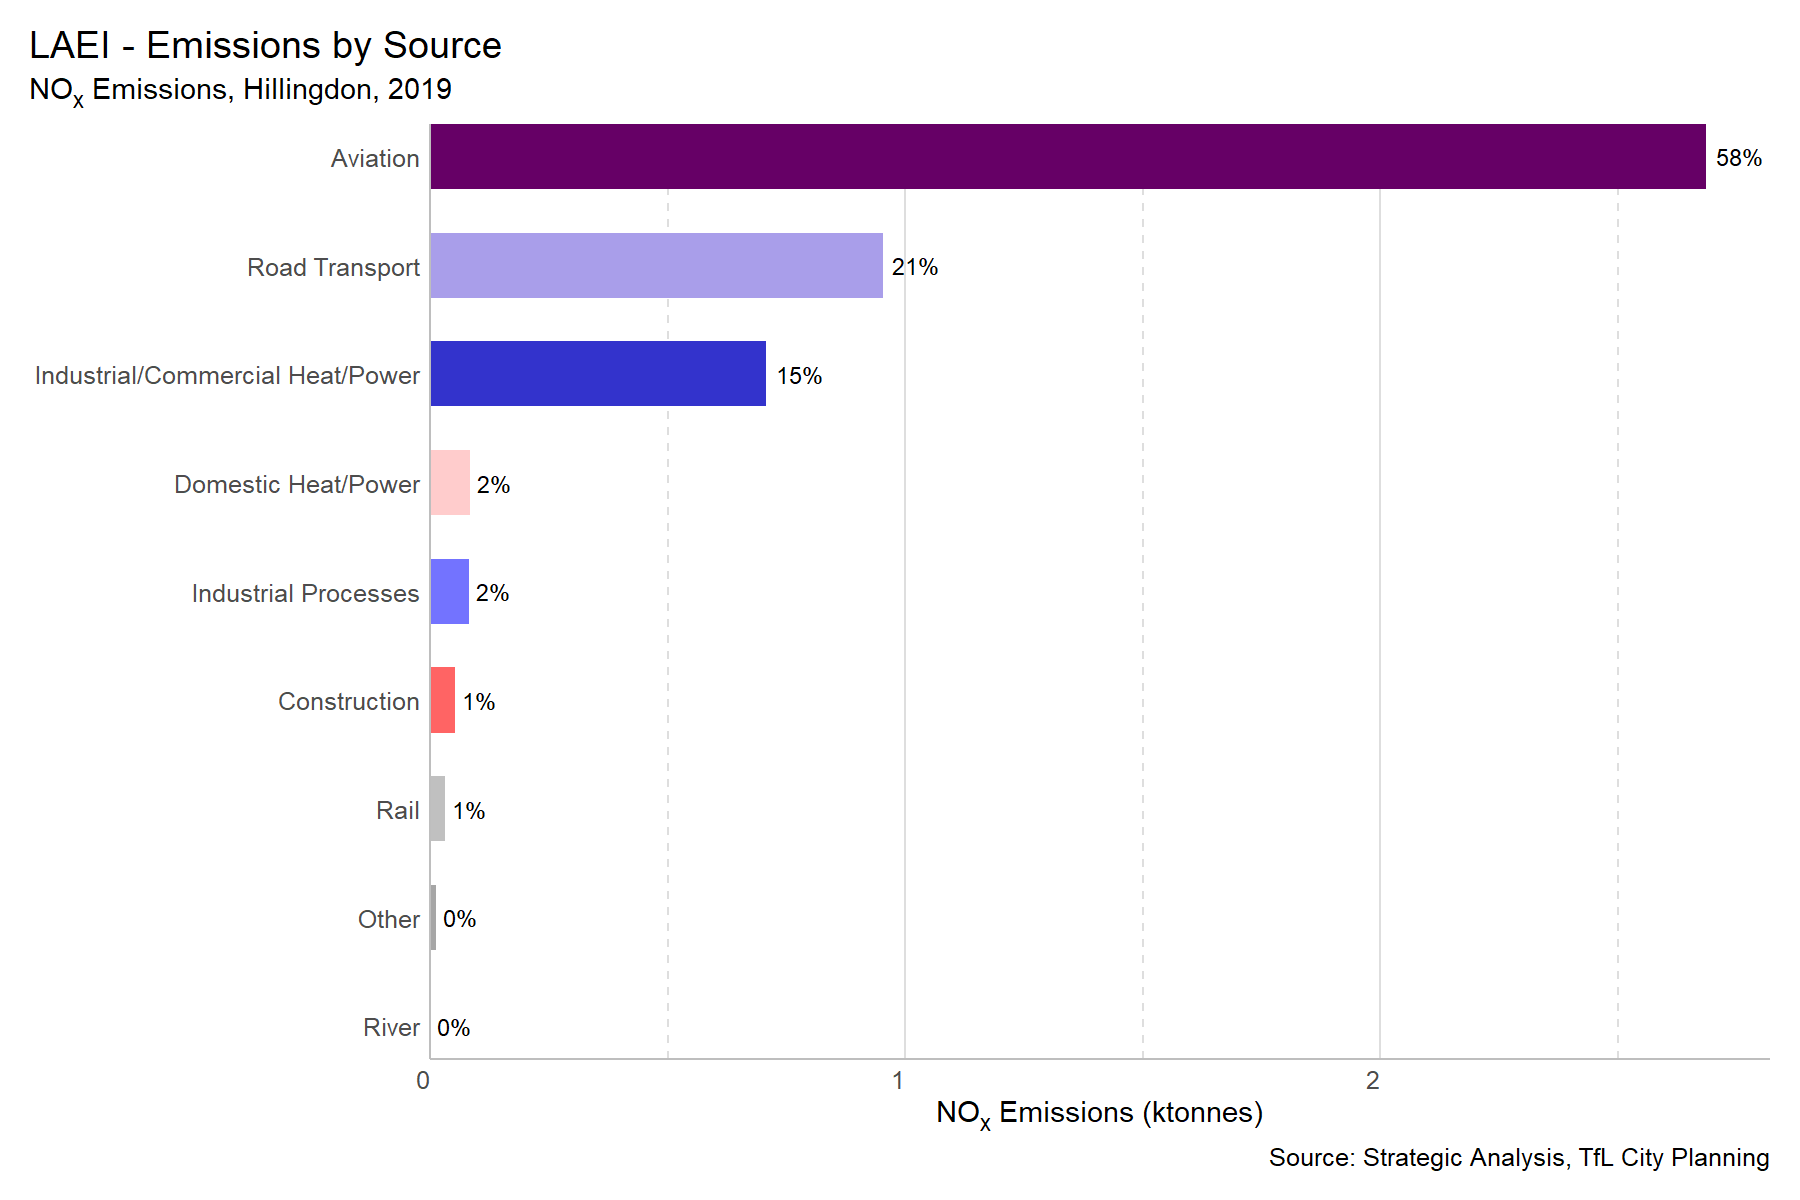 LAEI - Emissions by Source
NOx Emissions, Hillingdon, 2019
Aviation 58%
Road Transport 21%
Industrial/Commercial Heat/Power 15%
Domestic Heat/Power 2%
Industrial Processes 2%
Construction 1%
Rail 1%
Other 0%
River 0%
0 1 2
NOx Emissions (ktonnes)
Source: Strategic Analysis, TfL City Planning